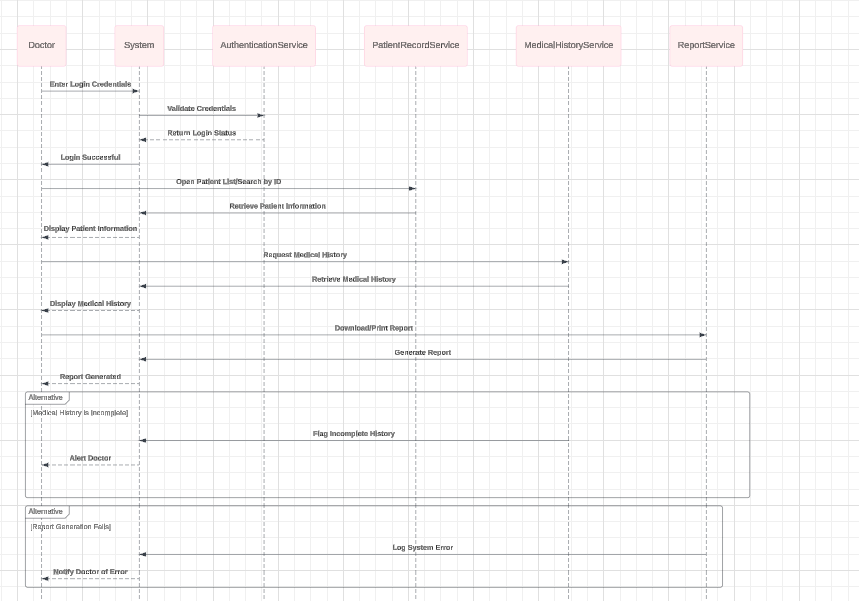 Doctor
System
AuthenticationService
PatientRecordService
MedicalHistoryService
ReportService
Enter Login Credentials
Validate Credentials
Return Login Status
Login Successful
Open Patient List/Search by ID
Retrieve Patient Information
Display Patient Information
Request Medical History
Retrieve Medical History
Display Medical History
Download/Print Report
Generate Report
Report Generated
Alternative
[Medical History is Incomplete]
Flag Incomplete History
Alert Doctor
Alternative
[Report Generation Fails]
Log System Error
Notify Doctor of Error